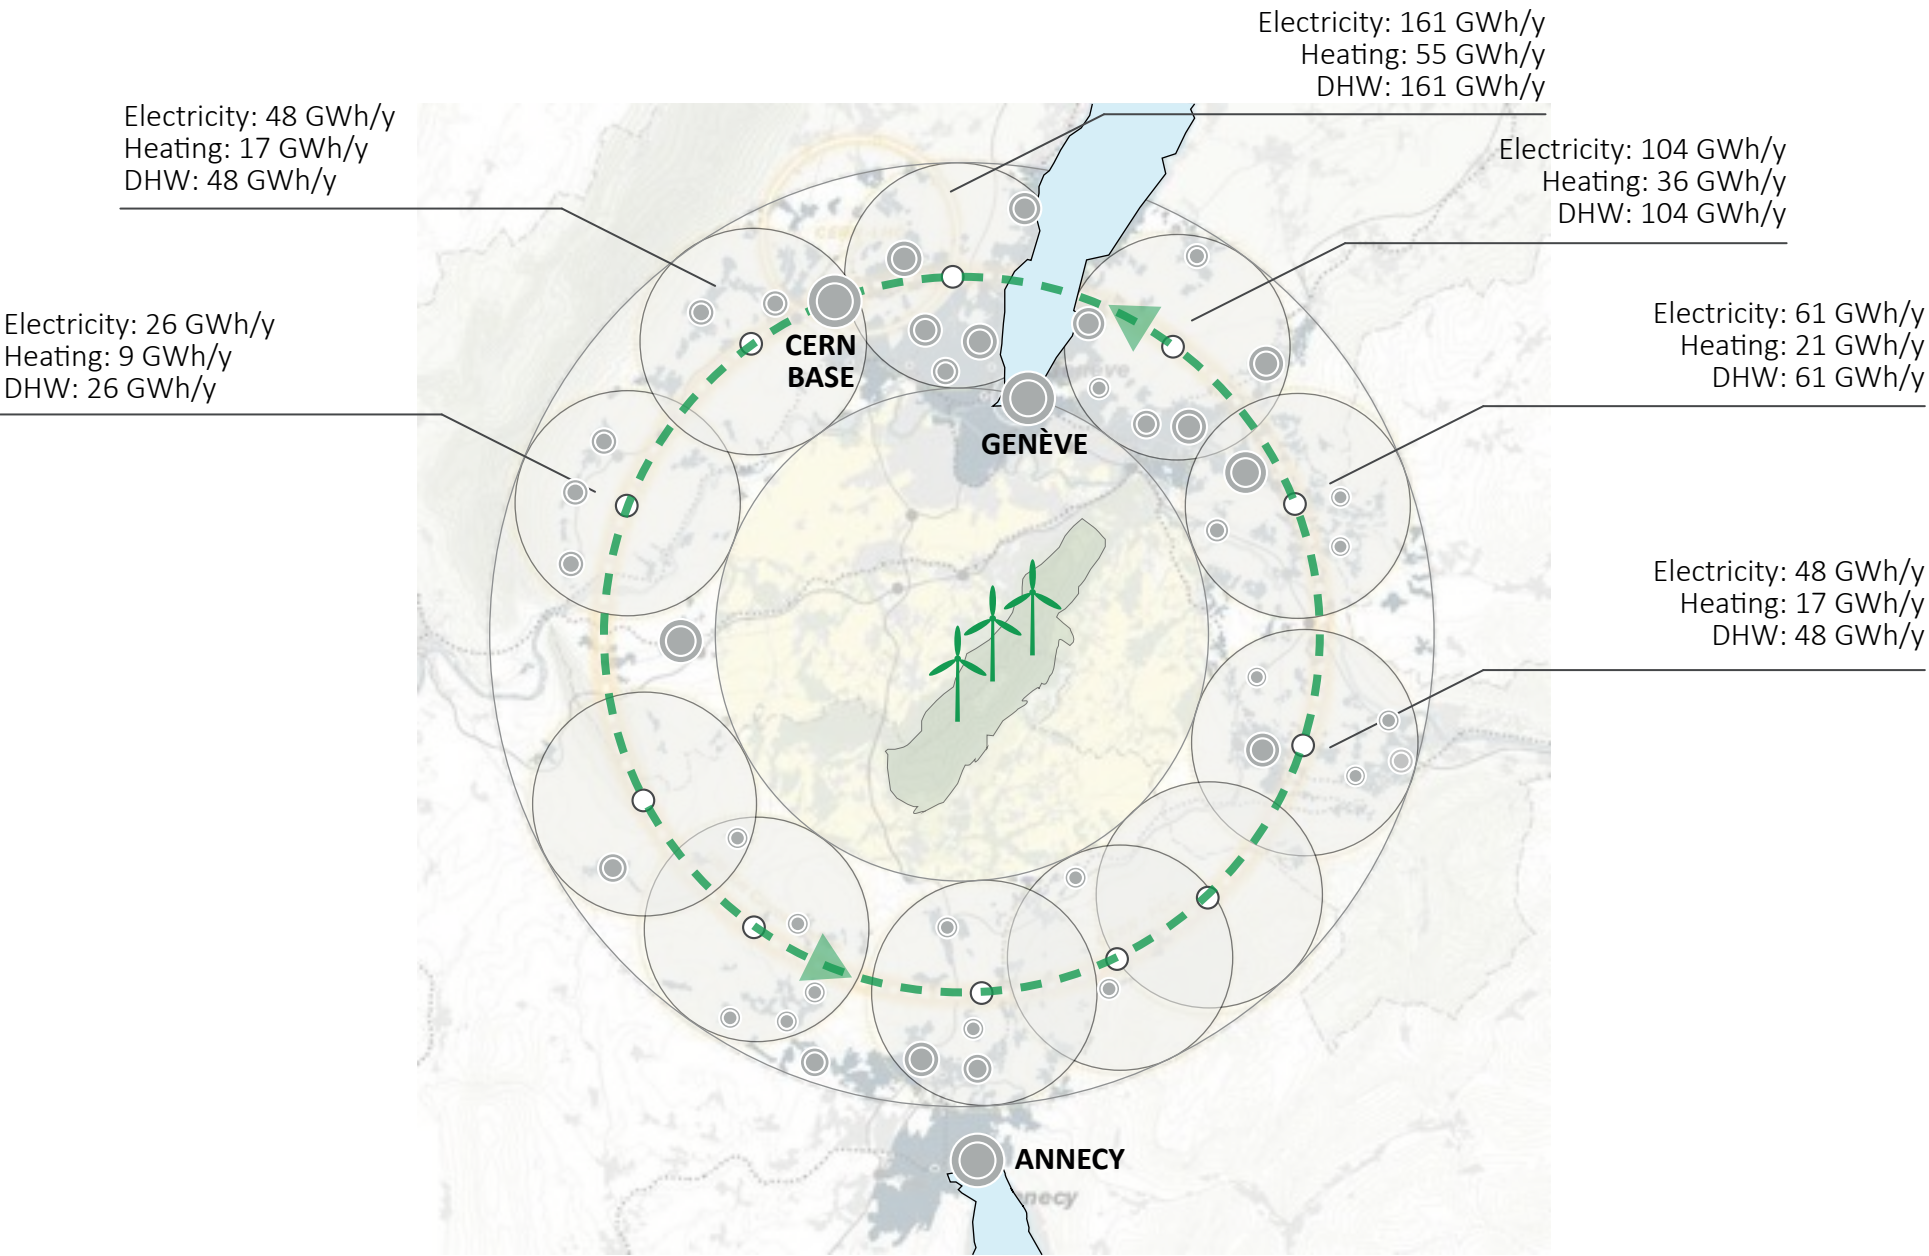 Electricity: 161 GWh/y
Heating: 55 GWh/y
DHW: 161 GWh/y
Electricity: 48 GWh/y
Heating: 17 GWh/y
DHW: 48 GWh/y
Electricity: 104 GWh/y
Heating: 36 GWh/y
DHW: 104 GWh/y
Electricity: 26 GWh/y
Heating: 9 GWh/y
DHW: 26 GWh/y
Electricity: 61 GWh/y
Heating: 21 GWh/y
DHW: 61 GWh/y
CERN
BASE
GENÈVE
Electricity: 48 GWh/y
Heating: 17 GWh/y
DHW: 48 GWh/y
ANNECY
nnecy